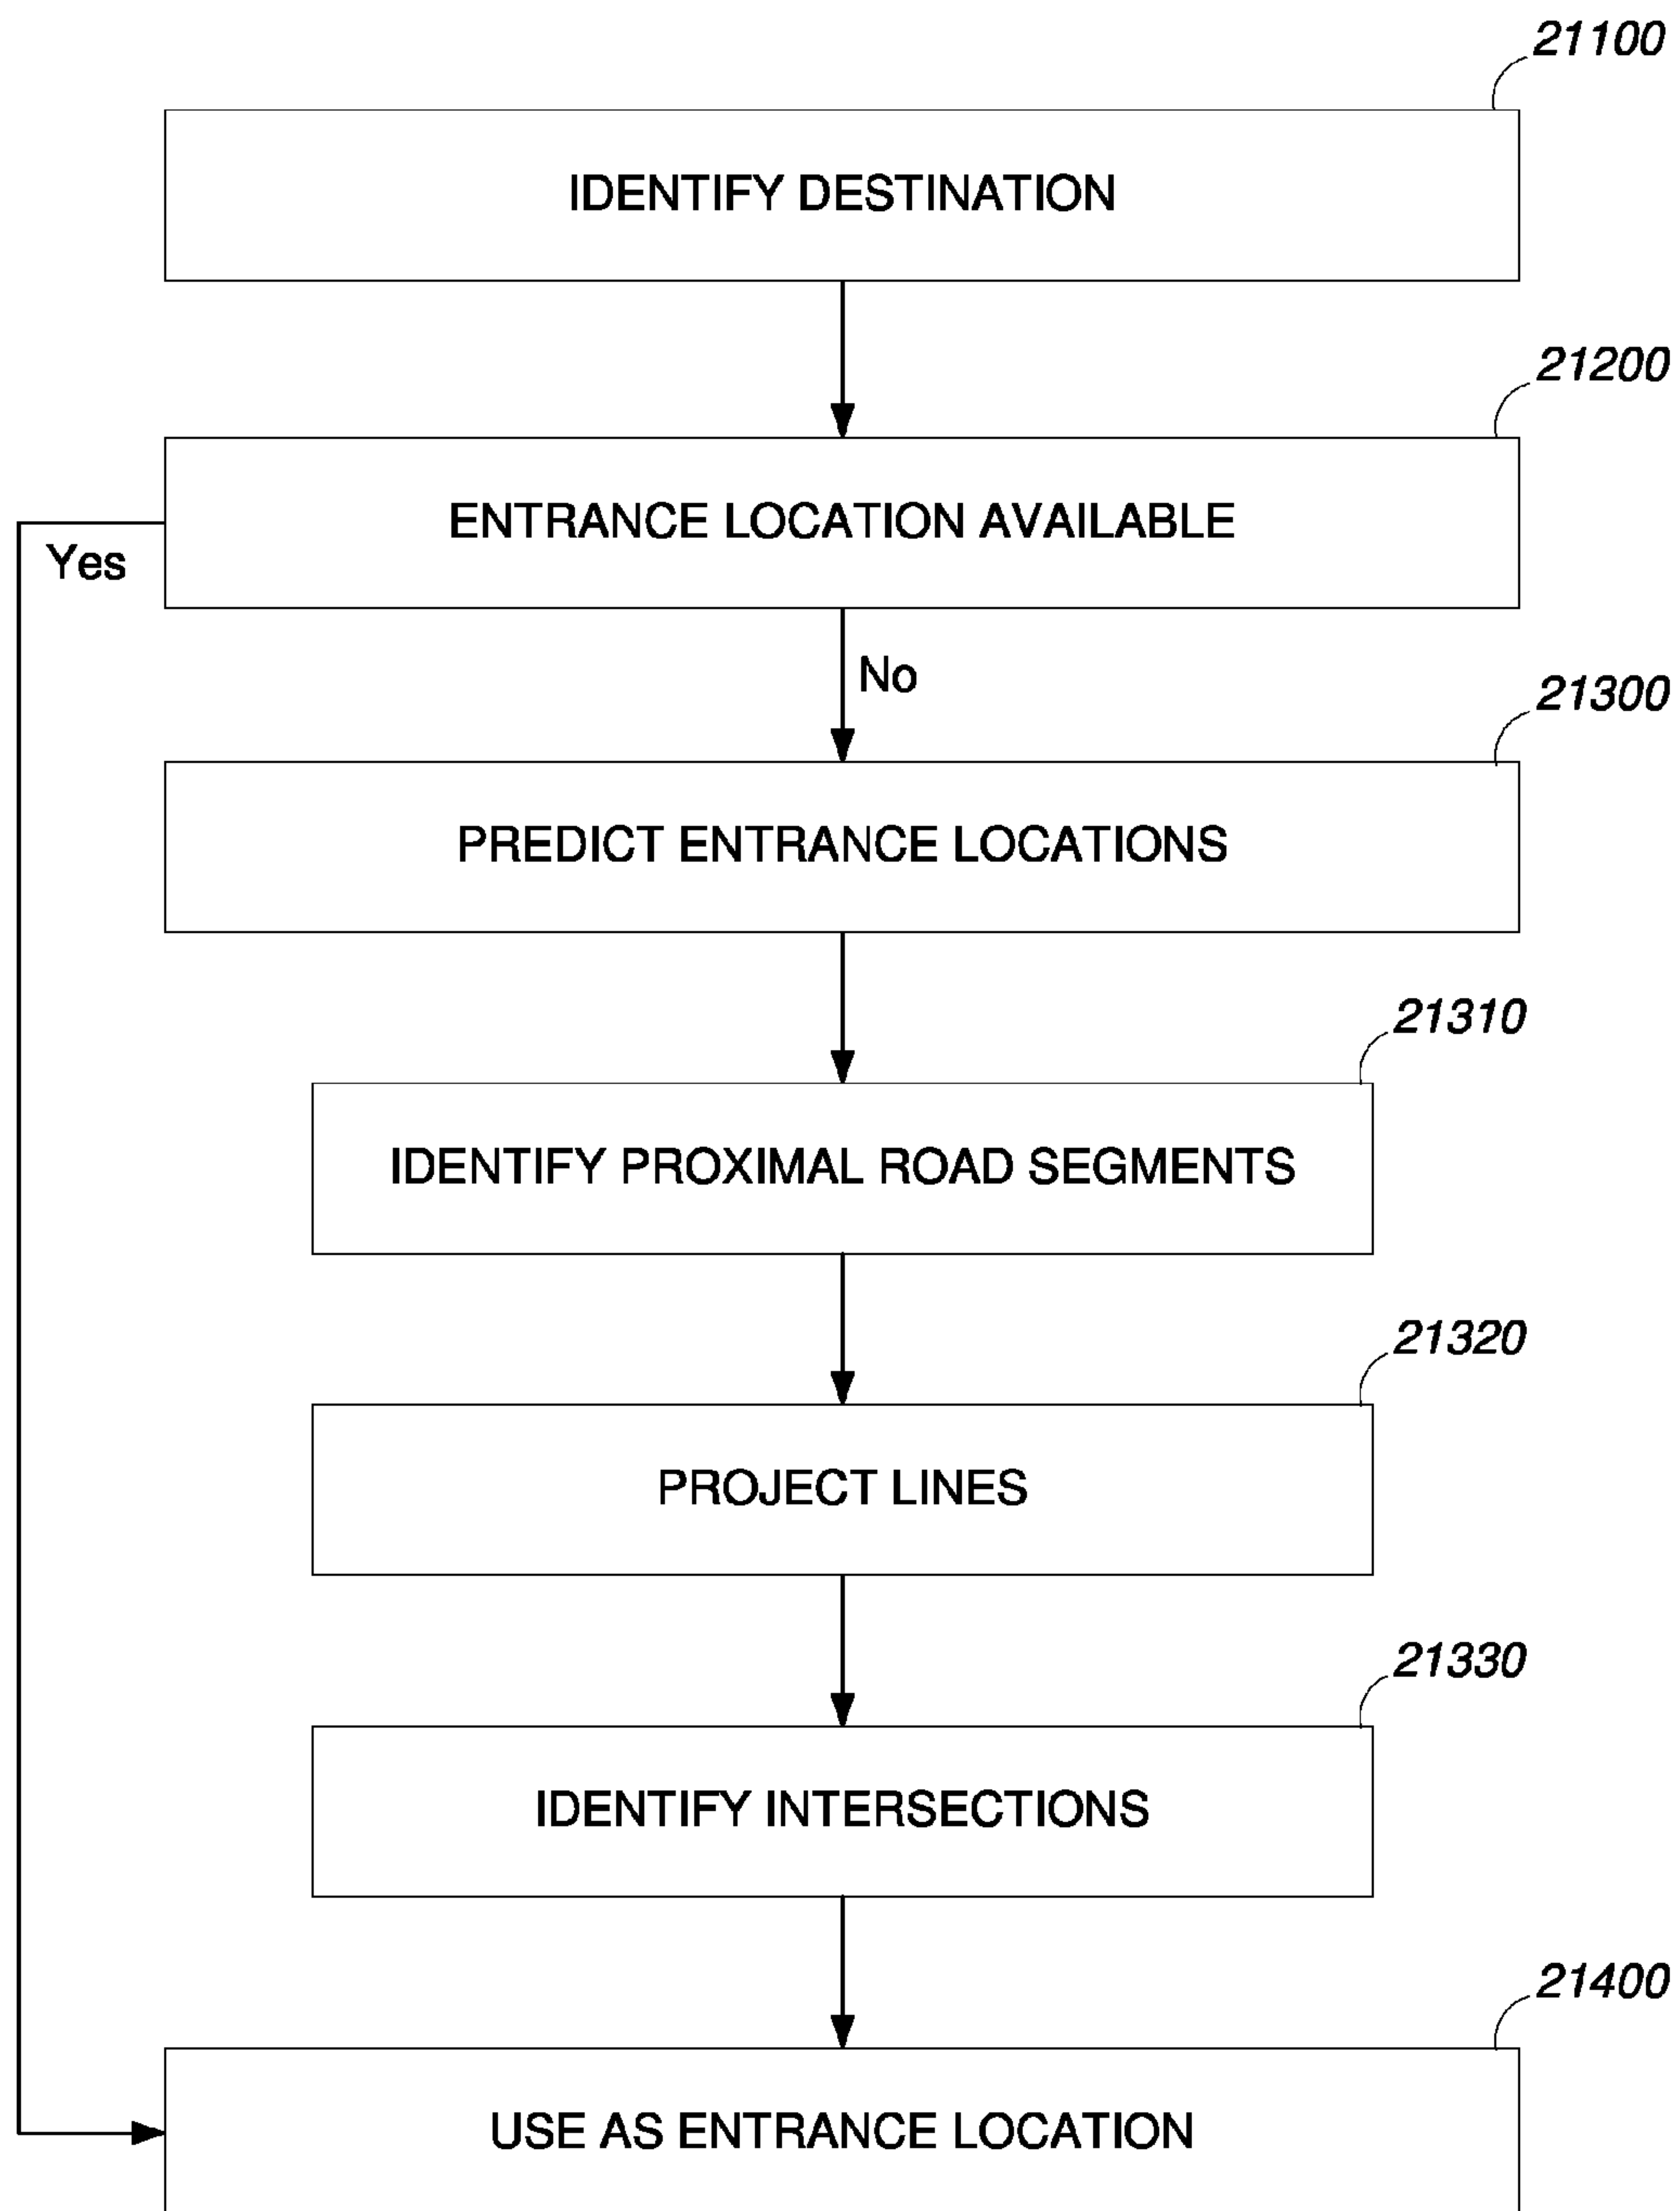 21100
IDENTIFY DESTINATION
21200
ENTRANCE LOCATION AVAILABLE
Yes
No
21300
PREDICT ENTRANCE LOCATIONS
21310
IDENTIFY PROXIMAL ROAD SEGMENTS
21320
PROJECT LINES
21330
IDENTIFY INTERSECTIONS
21400
USE AS ENTRANCE LOCATION